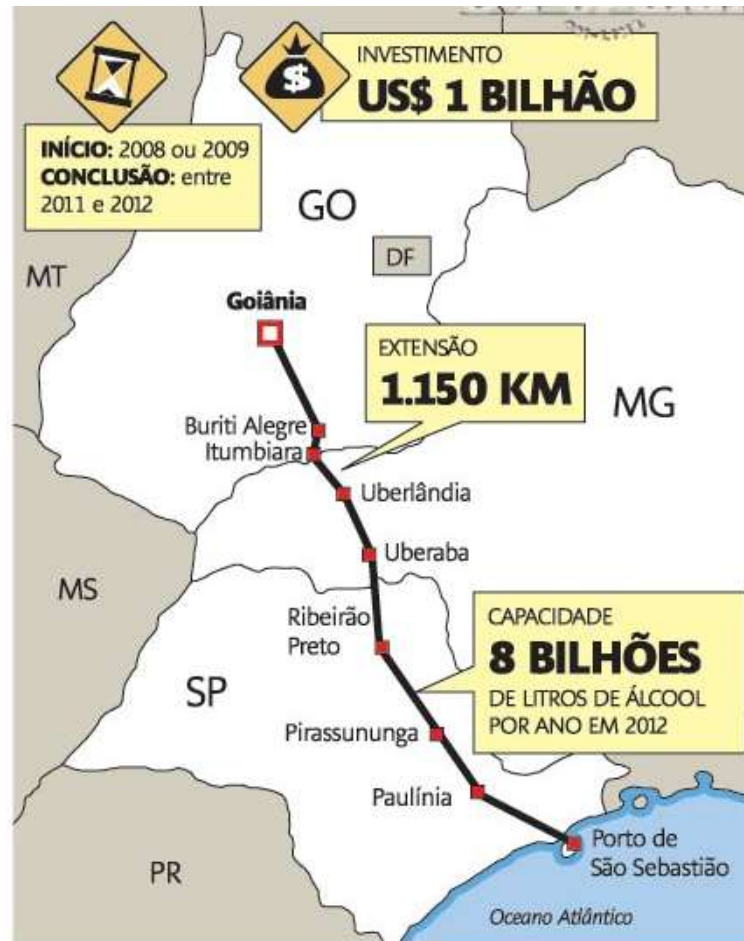 INVESTIMENTO
US$ 1 BILHÃO
INÍCIO: 2008 ou 2009
CONCLUSÃO: entre
2011 e 2012
GO
DF
MT
Goiânia
EXTENSÃO
1.150 KM
MG
Buriti Alegre
Itumbiara
Uberlândia
Uberaba
MS
Ribeirão
Preto
CAPACIDADE
8 BILHÕES
DE LITROS DE ÁLCOOL
POR ANO EM 2012
SP
Pirassununga
Paulínia
Porto de
São Sebastião
PR
Oceano Atlântico